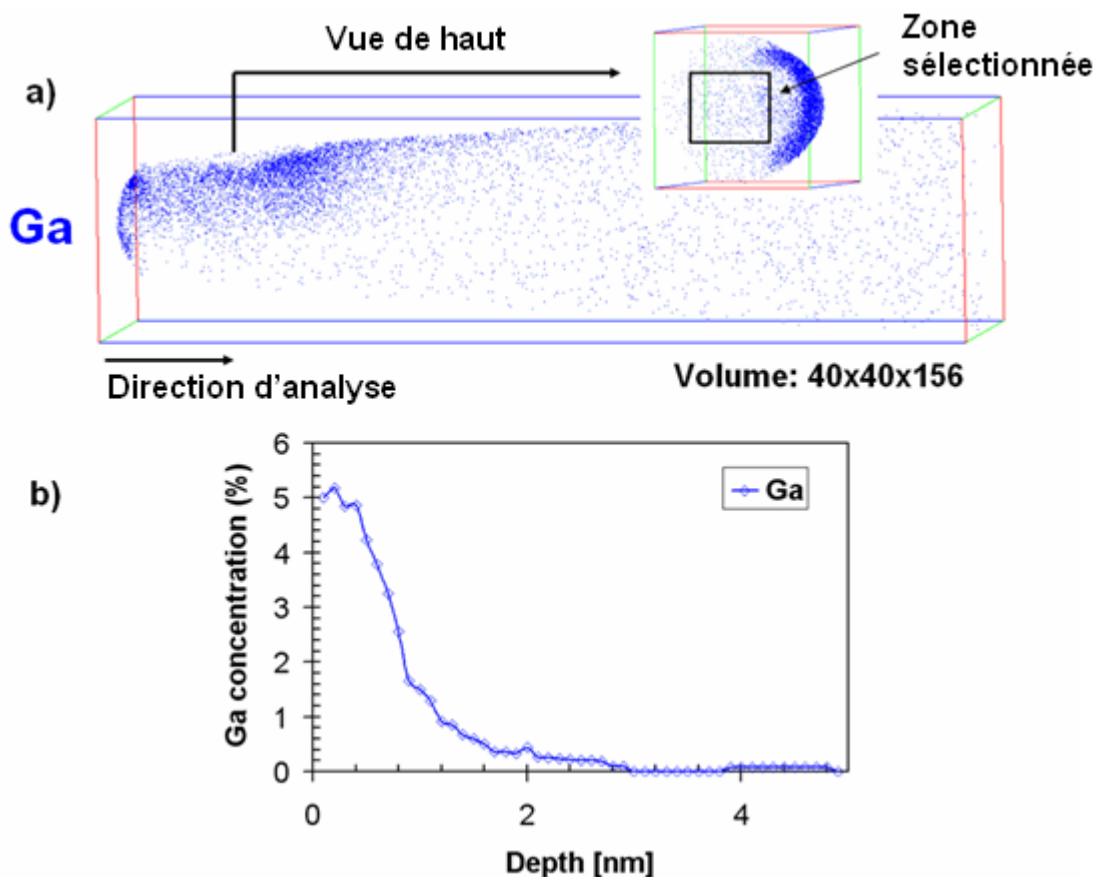 Vue de haut
Zone
sélectionnée
a)
Ga
Direction d'analyse
Volume: 40x40x156
b)
Ga concentration (%)
6
5
4
3
2
1
0
Ga
0 2 4
Depth [nm]